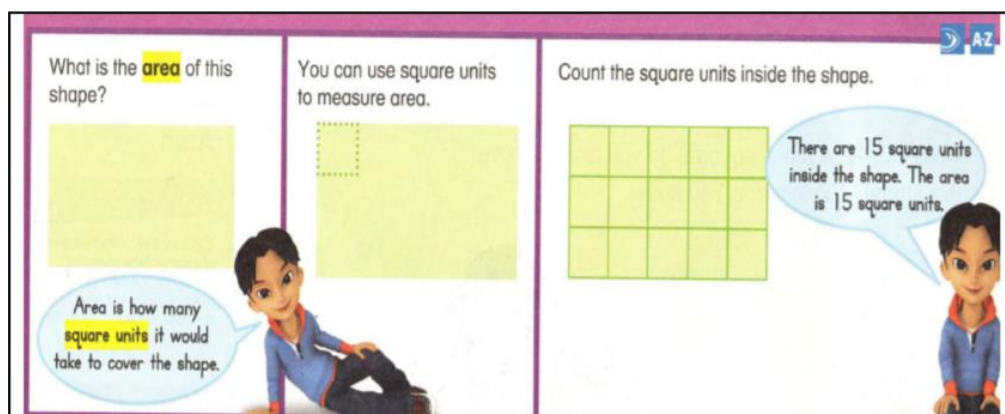 A-Z
What is the area of this
shape?
Area is how many
square units it would
take to cover the shape.
You can use square units
to measure area.
Count the square units inside the shape.
There are 15 square units
inside the shape. The area
is 15 square units.